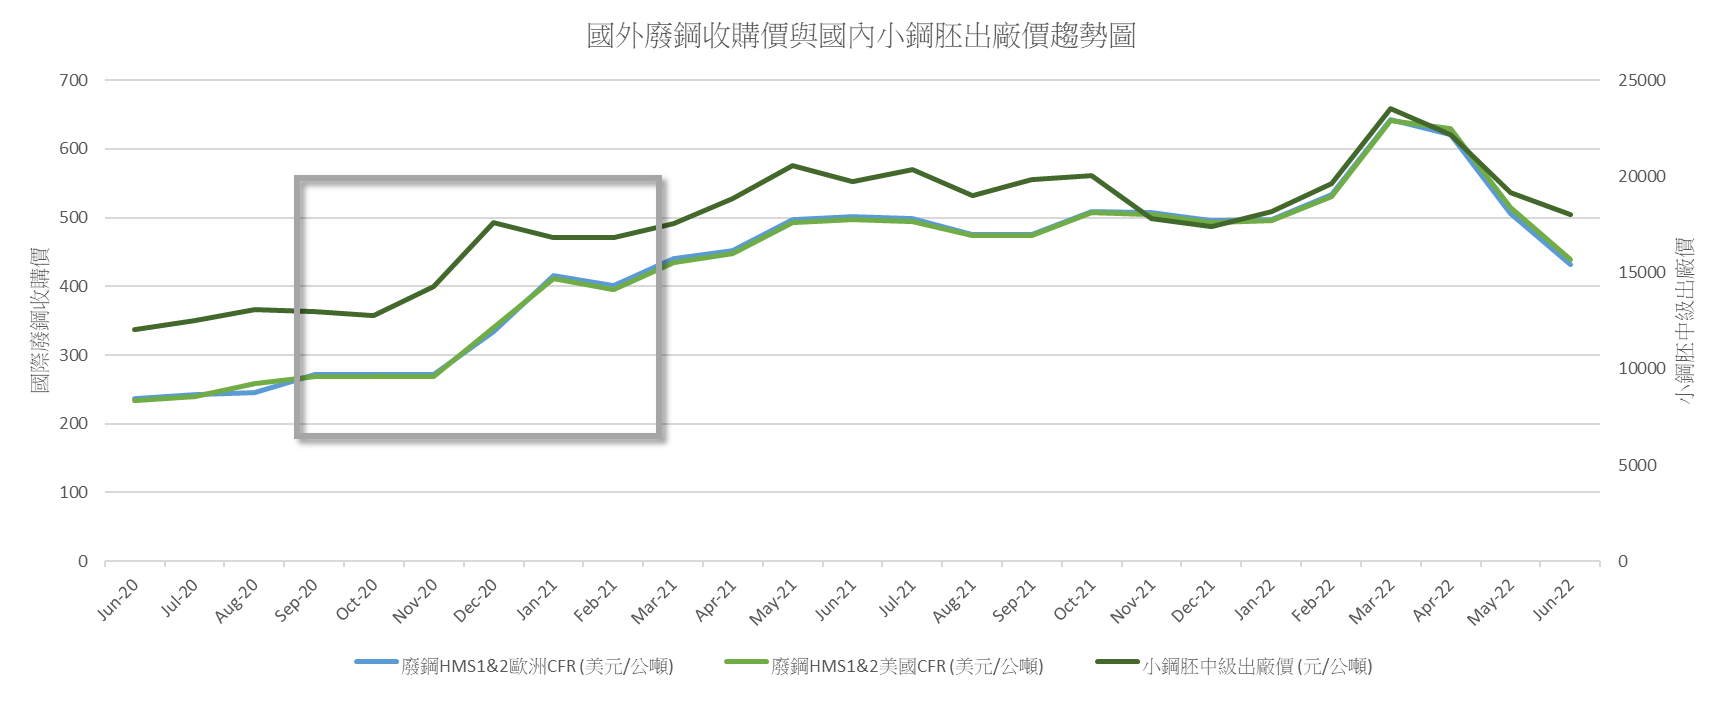 國外廢鋼收購價與國內小鋼胚出廠價趨勢圖
700
600
500
400
300
200
100
0
國際廢鋼收購價
25000
20000
15000
10000
5000
0
小鋼胚中級出廠價
Jun-20
Jul-20
Aug-20
Sep-20
Oct-20
Nov-20
Dec-20
Jan-21
Feb-21
Mar-21
Apr-21
May-21
Jun-21
Jul-21
Aug-21
Sep-21
Oct-21
Nov-21
Dec-21
Jan-22
Feb-22
Mar-22
Apr-22
May-22
Jun-22
廢鋼HMS1&2歐洲CFR (美元/公噸)
廢鋼HMS1&2美國CFR (美元/公噸)
小鋼胚中級出廠價 (元/公噸)